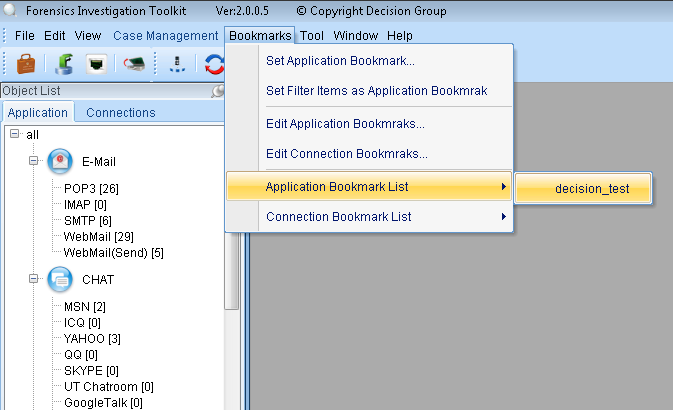 Forensics Investigation Toolkit Ver:2.0.0.5 © Copyright Decision Group
File Edit View Case Management Bookmarks Tool Window Help
Object List
Application Connections
all
E-Mail
POP3 [26]
IMAP [0]
SMTP [6]
WebMail [29]
WebMail(Send) [5]
CHAT
MSN [2]
ICQ [0]
YAHOO [3]
QQ [0]
SKYPE [0]
UT Chatroom [0]
GoogleTalk [0]
Set Application Bookmark...
Set Filter Items as Application Bookmrak
Edit Application Bookmraks...
Edit Connection Bookmraks...
Application Bookmark List
Connection Bookmark List
decision_test